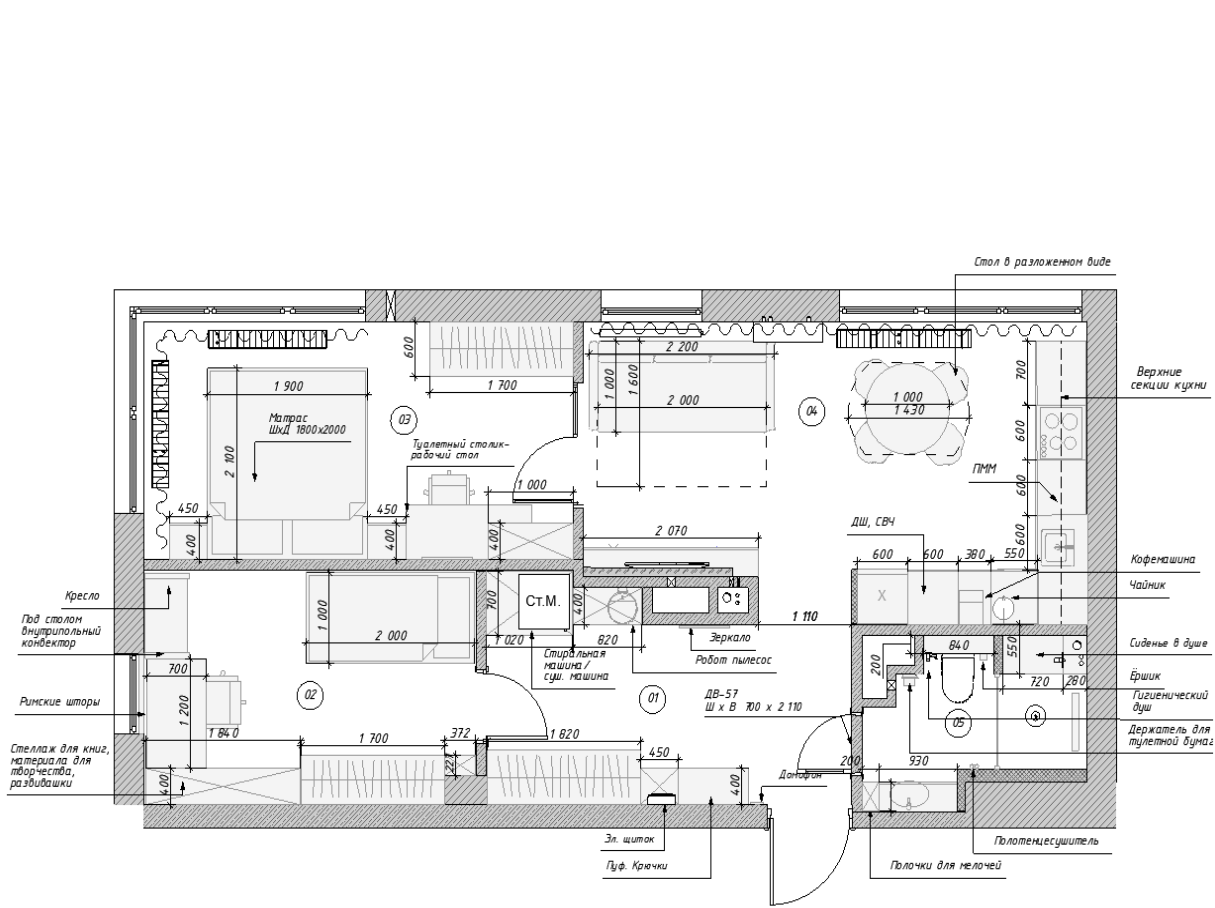 Стол в разложенном виде
Верхние
секции кухни
600
2 200
1 000
1 600
2 000
700
600
600
600
1 900
1 700
03
04
1 000
1 430
Матрас
ШхД 1800х2000
Туалетный столик-
рабочий стол
2 100
ПММ
1 000
450
450
400
400
400
2 070
ДШ, СВЧ
600
600
380
550
Кофемашина
Чайник
Кресло
Под столом
внутрипольный
конвектор
1 000
2 000
700
Ст.М.
400
X
1 110
1 020
820
Зеркало
Робот пылесос
Стиральная
машина/
суш. машина
200
840
550
Сиденье в душе
720
280
Ёршик
Гигиенический
душ
700
1 200
02
01
ДВ-57
Ш х В 700 х 2 110
05
Римские шторы
Держатель для
тулетной бумаг
1 840
1 700
372
1 820
Стеллаж для книг,
материала для
творчества,
развивашки
400
221
450
400
Домофон
200
930
Эл. щиток
Пуф. Крючки
Полотенцесушитель
Полочки для мелочей